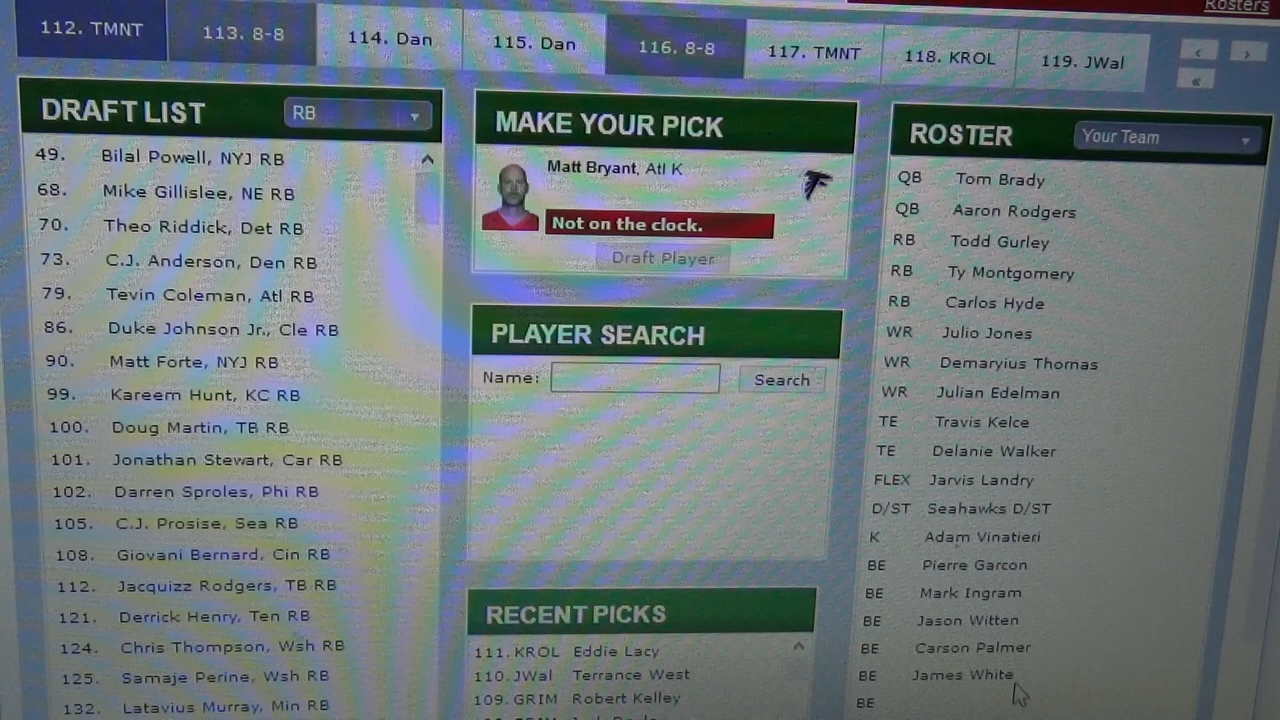 Rosters
112. TMNT
113. 8-8
114. Dan
115. Dan
116. 8-8
117. TMNT
118. KROL
119. JWal
DRAFT LIST
RB
49. Bilal Powell, NYJ RB
68. Mike Gillislee, NE RB
70. Theo Riddick, Det RB
73. C.J. Anderson, Den RB
79. Tevin Coleman, Atl RB
86. Duke Johnson Jr., Cle RB
90. Matt Forte, NYJ RB
99. Kareem Hunt, KC RB
100. Doug Martin, TB RB
101. Jonathan Stewart, Car RB
102. Darren Sproles, Phi RB
105. C.J. Prosise, Sea RB
108. Giovani Bernard, Cin RB
112. Jacquizz Rodgers, TB RB
121. Derrick Henry, Ten RB
124. Chris Thompson, Wsh RB
125. Samaje Perine, Wsh RB
132. Latavius Murray, Min RB
MAKE YOUR PICK
Matt Bryant, Atl K
Not on the clock.
Draft Player
PLAYER SEARCH
Name:
Search
RECENT PICKS
111. KROL Eddie Lacy
110. JWal Terrance West
109. GRIM Robert Kelley
ROSTER
Your Team
QB Tom Brady
QB Aaron Rodgers
RB Todd Gurley
RB Ty Montgomery
RB Carlos Hyde
WR Julio Jones
WR Demaryius Thomas
WR Julian Edelman
TE Travis Kelce
TE Delanie Walker
FLEX Jarvis Landry
D/ST Seahawks D/ST
K Adam Vinatieri
BE Pierre Garcon
BE Mark Ingram
BE Jason Witten
BE Carson Palmer
BE James White
BE